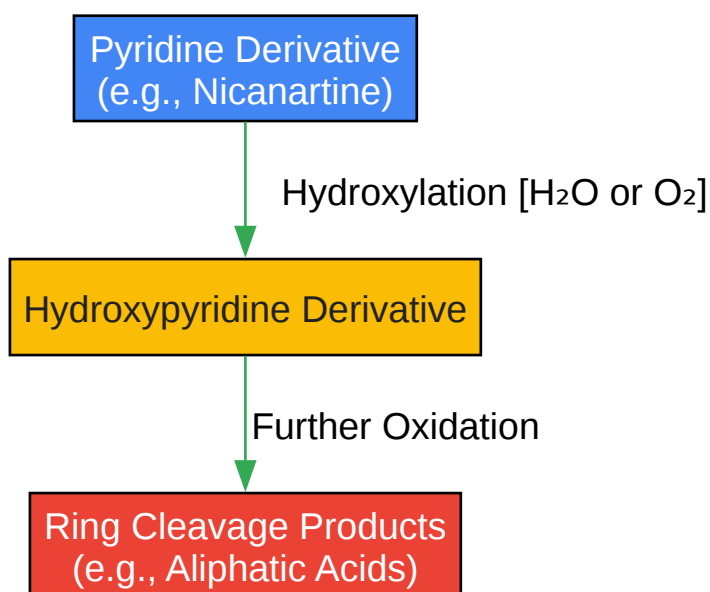 Pyridine Derivative
(e.g., Nicanartine)
Hydroxylation [H₂O or O₂]
Hydroxypyridine Derivative
Further Oxidation
Ring Cleavage Products
(e.g., Aliphatic Acids)